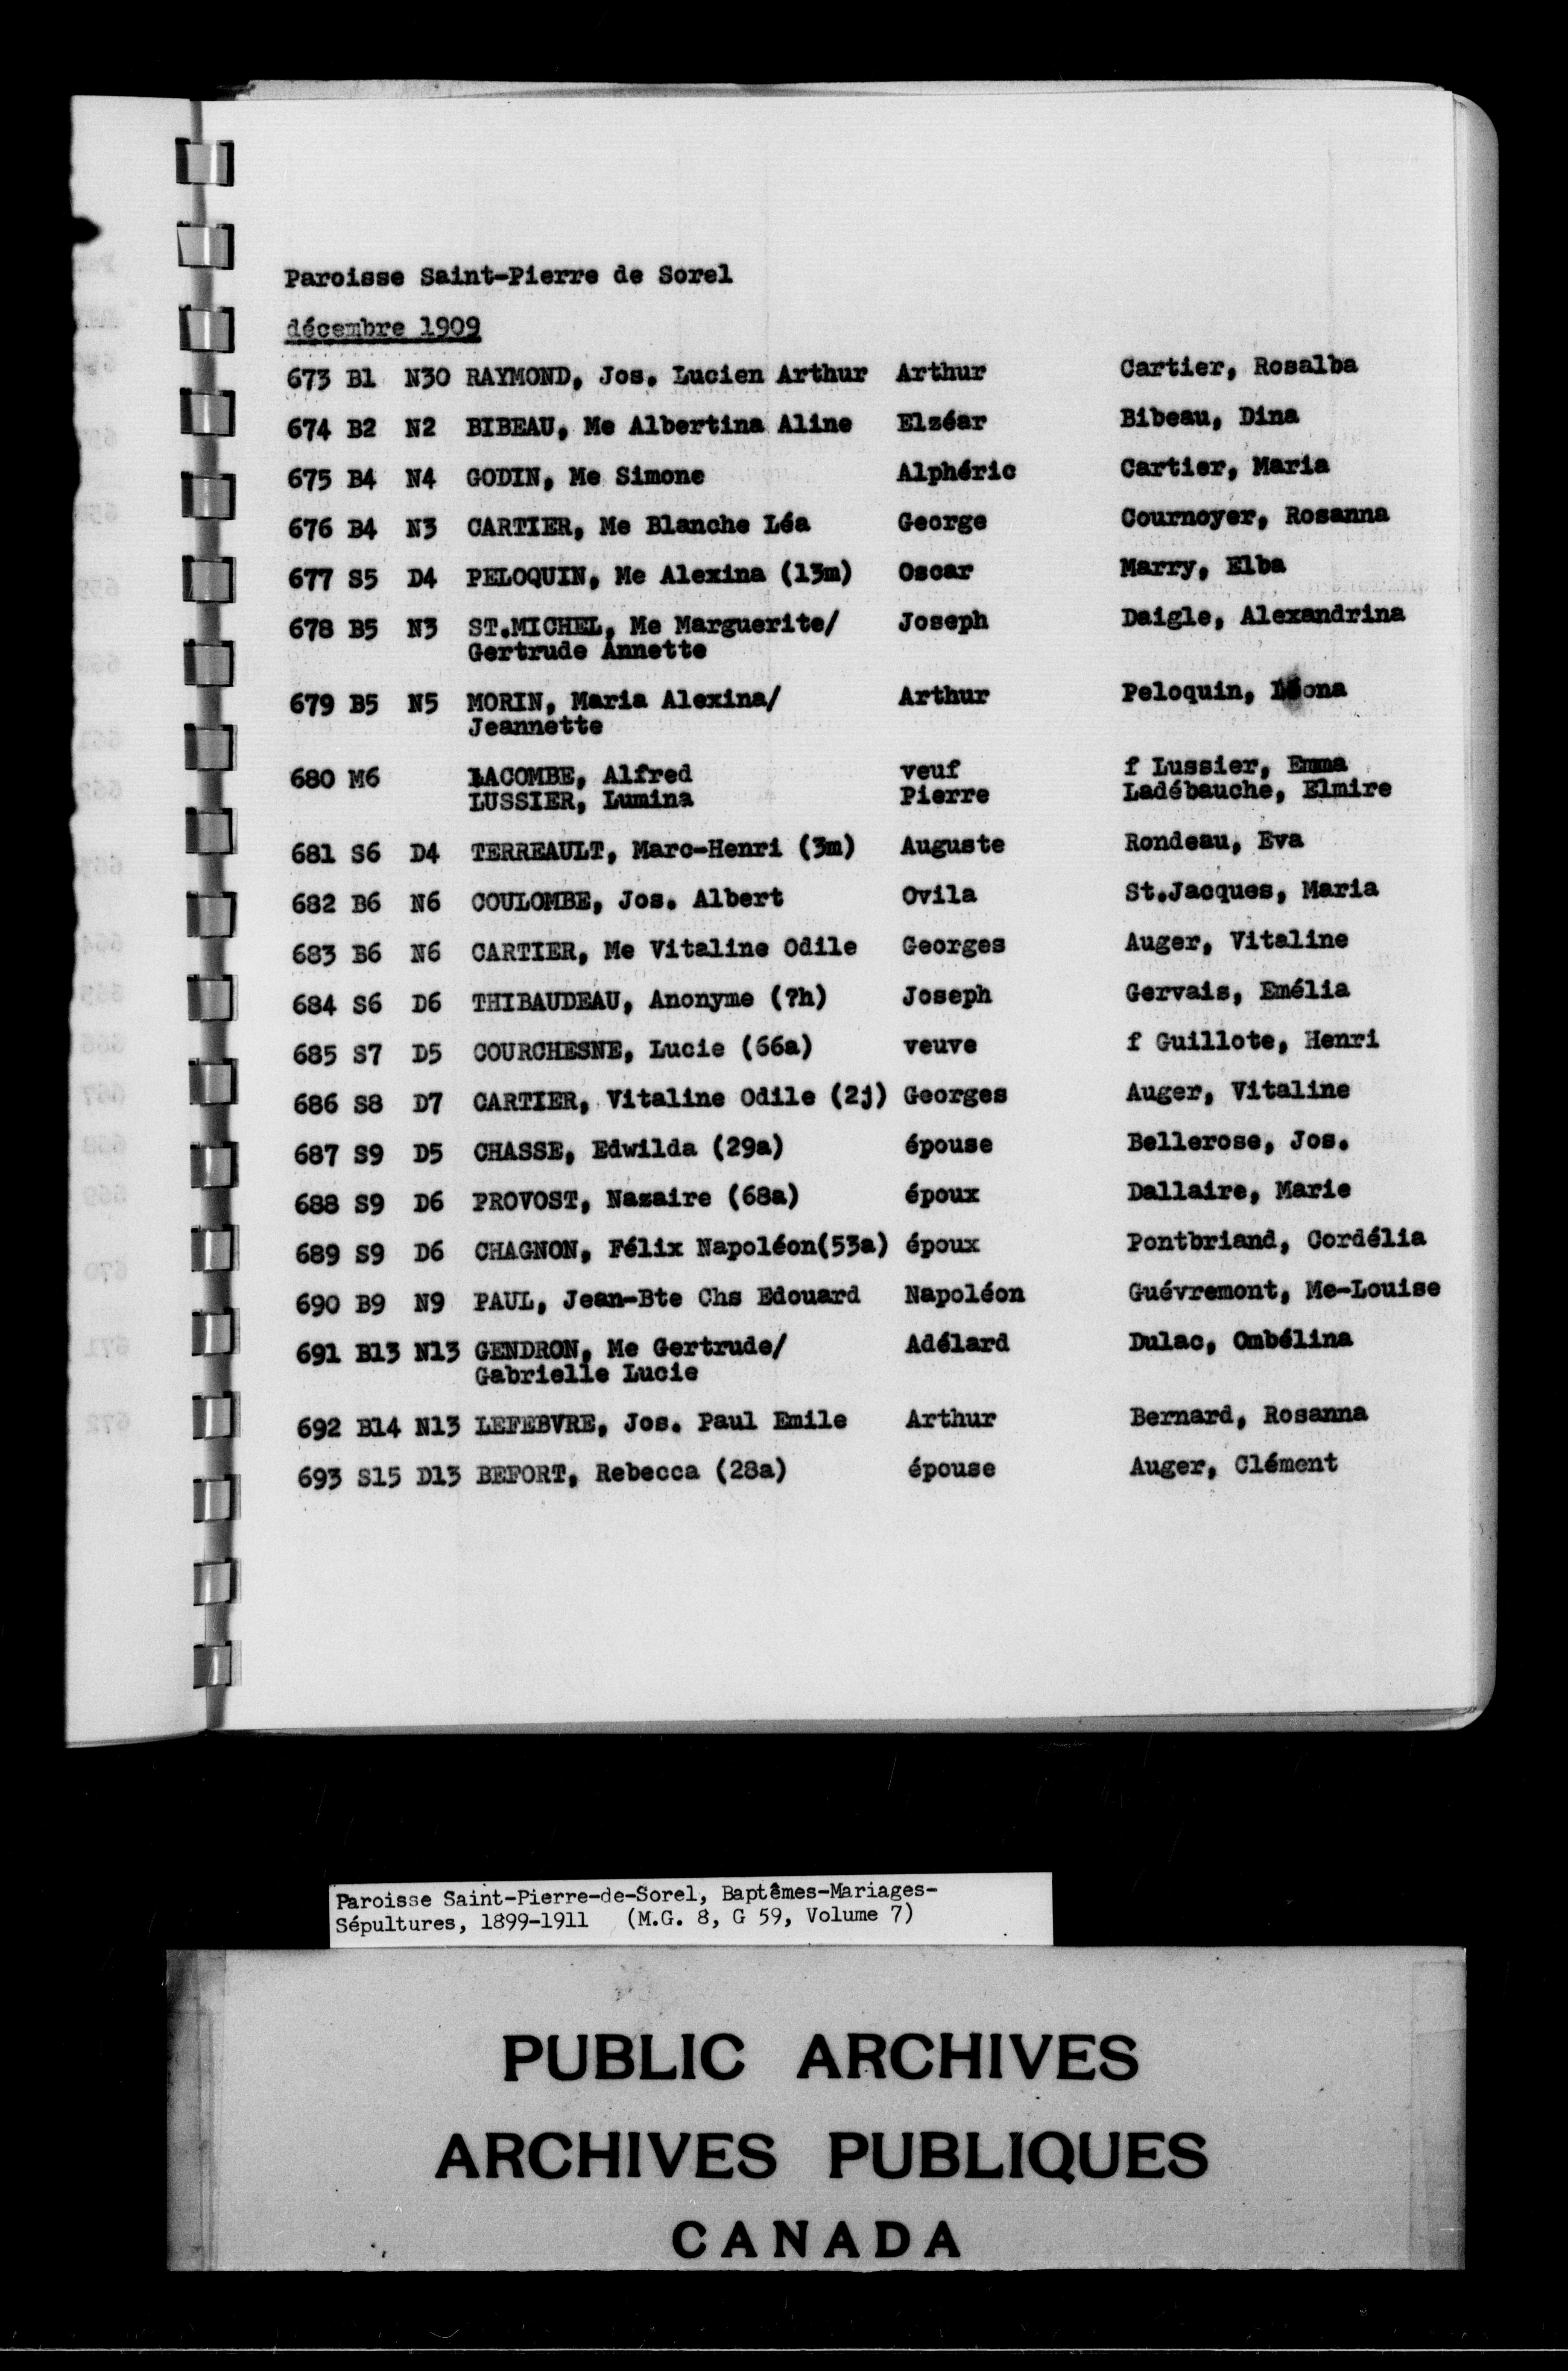 Paroisse Saint-Pierre de Sorel
décembre 1909
673 B1 N30 RAYMOND, Jos. Lucien Arthur Arthur Cartier, Rosalba
674 B2 N2 BIBEAU, Me Albertina Aline Elzéar Bibeau, Dina
675 B4 N4 GODIN, Me Simone Alphéric Cartier, Maria
676 B4 N3 CARTIER, Me Blanche Léa George Cournoyer, Rosanna
677 S5 D4 PELOQUIN, Me Alexina (13m) Oscar Marry, Elba
678 B5 N3 ST.MICHEL, Me Marguerite/ Joseph Daigle, Alexandrina
Gertrude Annette
679 B5 N5 MORIN, Maria Alexina/ Arthur Peloquin,
Jeannette
680 M6 LACOMBE, Alfred veuf f Lussier, Emma
LUSSIER, Lumina Pierre Ladébauche, Elmire
681 S6 D4 TERREAULT, Marc-Henri (3m) Auguste Rondeau, Eva
682 B6 N6 COULOMBE, Jos. Albert Ovila St.Jacques, Maria
683 B6 N6 CARTIER, Me Vitaline Odile Georges Auger, Vitaline
684 S6 D6 THIBAUDEAU, Anonyme (?h) Joseph Gervais, Emélia
685 S7 D5 COURCHESNE, Lucie (66a) veuve f Guillote, Henri
686 S8 D7 CARTIER, Vitaline Odile (2j) Georges Auger, Vitaline
687 S9 D5 CHASSE, Edwilda (29a) épouse Bellerose, Jos.
688 S9 D6 PROVOST, Nazaire (68a) époux Dallaire, Marie
689 S9 D6 CHAGNON, Félix Napoléon(53a) époux Pontbriand, Cordélia
690 B9 N9 PAUL, Jean-Bte Chs Edouard Napoléon Guévremont, Me-Louise
691 B13 N13 GENDRON, Me Gertrude/ Adélard Dulac, Ombélina
Gabrielle Lucie
692 B14 N13 LEFEBVRE, Jos. Paul Emile Arthur Bernard, Rosanna
693 S15 D13 BEFORT, Rebecca (28a) épouse Auger, Clément
Paroisse Saint-Pierre-de-Sorel, Baptêmes-Mariages-
Sépultures, 1899-1911 (M.G. 8, G 59, Volume 7)
PUBLIC ARCHIVES
ARCHIVES PUBLIQUES
CANADA